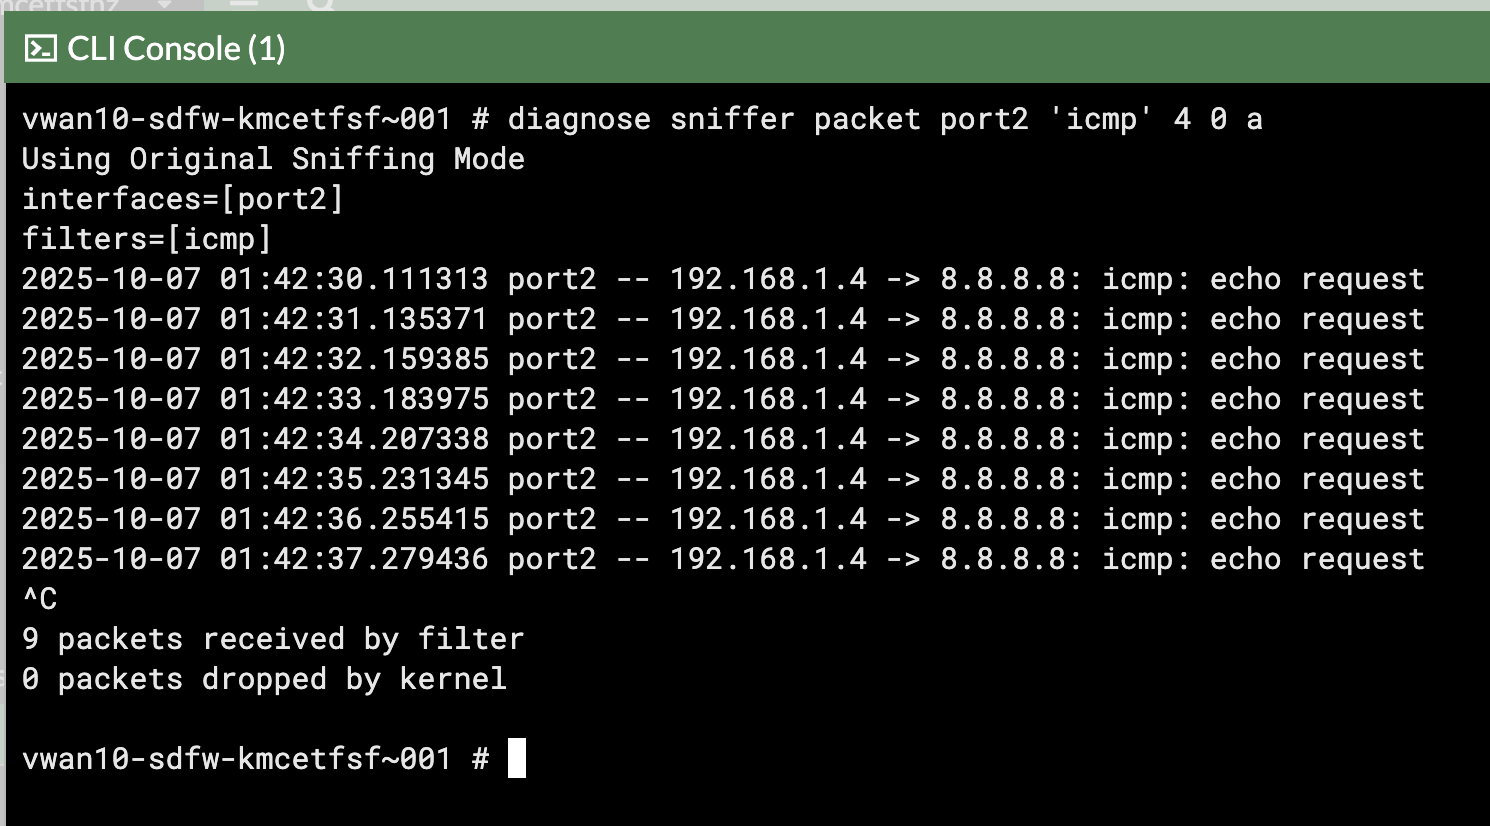 CLI Console (1)
vwan10-sdfw-kmcetfsf~001 # diagnose sniffer packet port2 'icmp' 4 0 a
Using Original Sniffing Mode
interfaces=[port2]
filters=[icmp]
2025-10-07 01:42:30.111313 port2 -- 192.168.1.4 -> 8.8.8.8: icmp: echo request
2025-10-07 01:42:31.135371 port2 -- 192.168.1.4 -> 8.8.8.8: icmp: echo request
2025-10-07 01:42:32.159385 port2 -- 192.168.1.4 -> 8.8.8.8: icmp: echo request
2025-10-07 01:42:33.183975 port2 -- 192.168.1.4 -> 8.8.8.8: icmp: echo request
2025-10-07 01:42:34.207338 port2 -- 192.168.1.4 -> 8.8.8.8: icmp: echo request
2025-10-07 01:42:35.231345 port2 -- 192.168.1.4 -> 8.8.8.8: icmp: echo request
2025-10-07 01:42:36.255415 port2 -- 192.168.1.4 -> 8.8.8.8: icmp: echo request
2025-10-07 01:42:37.279436 port2 -- 192.168.1.4 -> 8.8.8.8: icmp: echo request
^C
9 packets received by filter
0 packets dropped by kernel
vwan10-sdfw-kmcetfsf~001 #